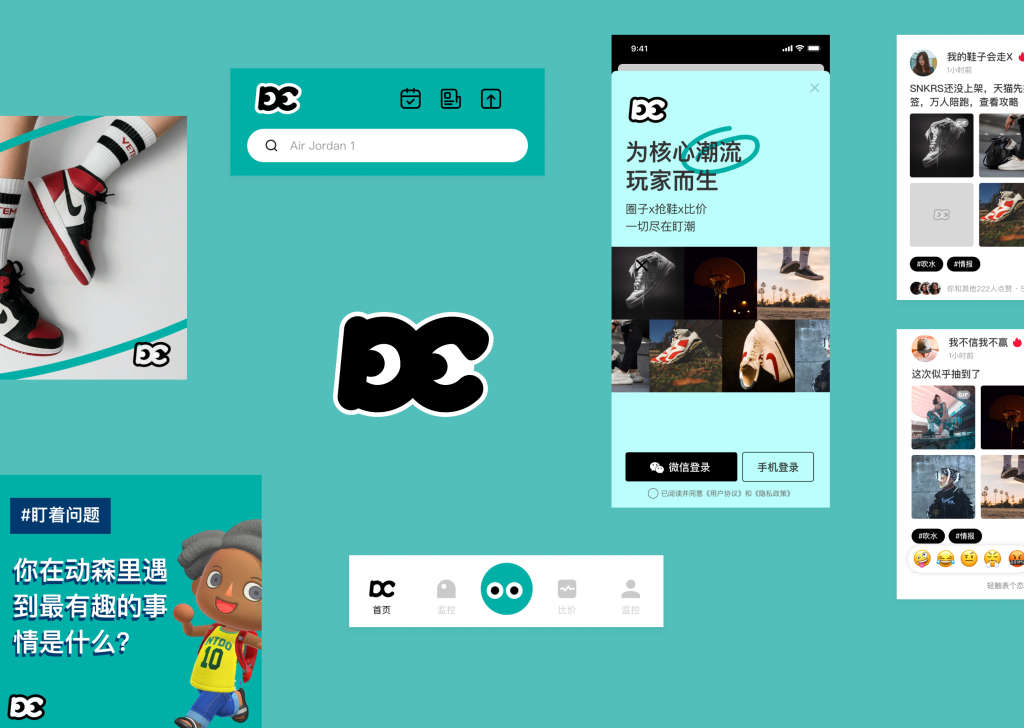 DC
Air Jordan 1
DC
DC
#盯着问题
你在动森里遇
到最有趣的事
情是什么?
NTDO
10
DC
DC
首页
监控
比价
监控
9:41
DC
为核心潮流
玩家而生
圈子x抢鞋x比价
一切尽在盯潮
微信登录
手机登录
已阅读并同意《用户协议》和《隐私政策》
我的鞋子会走X
1小时前
SNKRS还没上架，天猫先
签，万人陪跑，查看攻略
DC
#吹水
#情报
你和其他222人点赞
我不信我不赢
1小时前
这次似乎抽到了
GIF
#吹水
#情报
轻触表个态